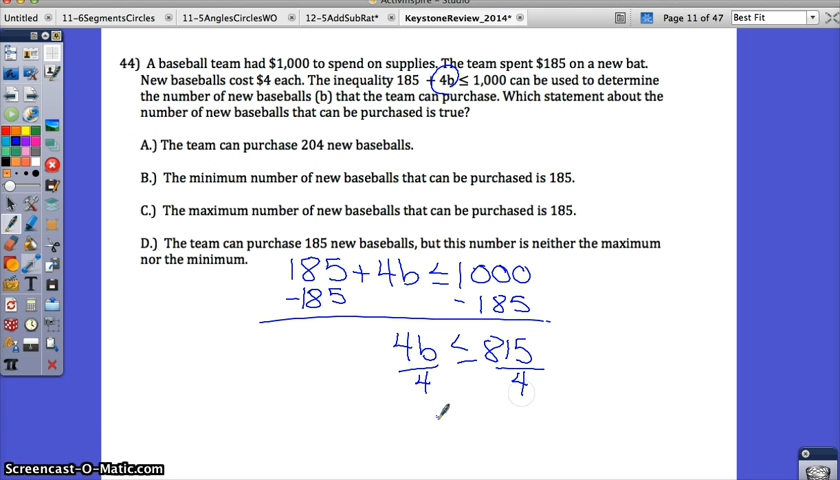 ActivInspire - Studio
Untitled
11-6SegmentsCircles
11-5AnglesCirclesWO
12-5AddSubRat*
KeystoneReview_2014*
Page 11 of 47
Best Fit
44) A baseball team had $1,000 to spend on supplies. The team spent $185 on a new bat.
New baseballs cost $4 each. The inequality 185 + 4b ≤ 1,000 can be used to determine
the number of new baseballs (b) that the team can purchase. Which statement about the
number of new baseballs that can be purchased is true?
A.) The team can purchase 204 new baseballs.
B.) The minimum number of new baseballs that can be purchased is 185.
C.) The maximum number of new baseballs that can be purchased is 185.
D.) The team can purchase 185 new baseballs, but this number is neither the maximum
nor the minimum.
185 + 4b ≤ 1000
-185 - 185
4b ≤ 815
4 4
Screencast-O-Matic.com